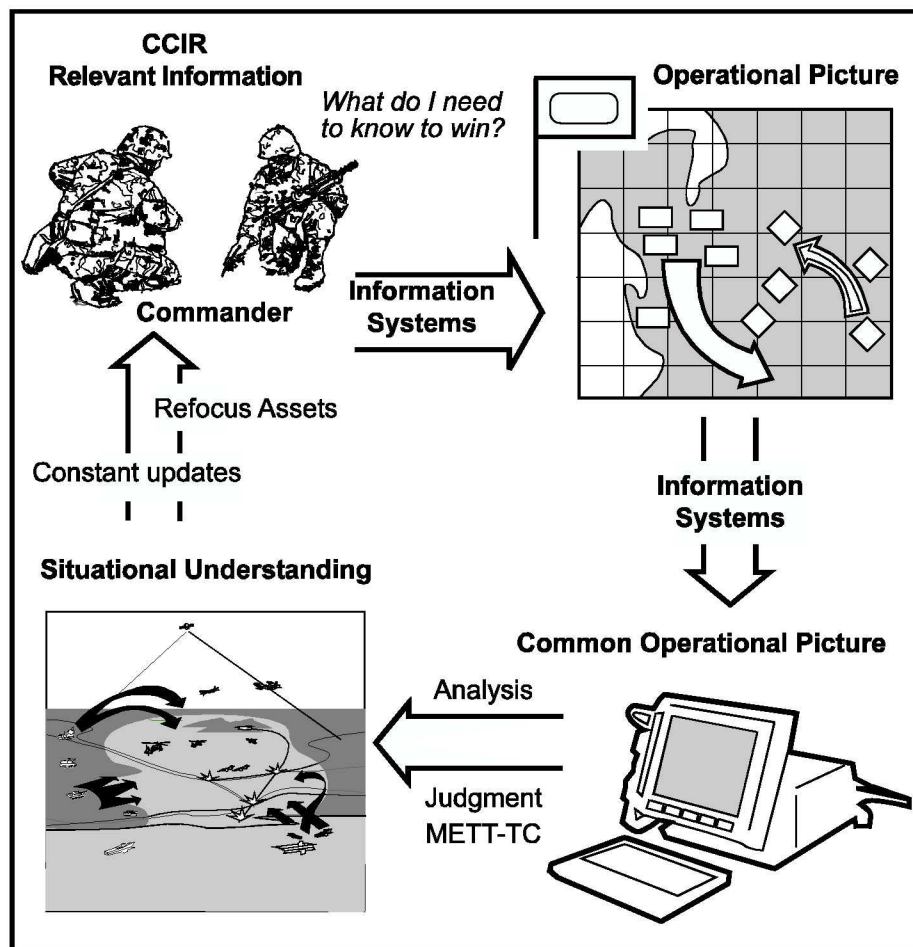 CCIR
Relevant Information
What do I need
to know to win?
Operational Picture
Commander
Information
Systems
Refocus Assets
Constant updates
Information
Systems
Situational Understanding
Common Operational Picture
Analysis
Judgment
METT-TC